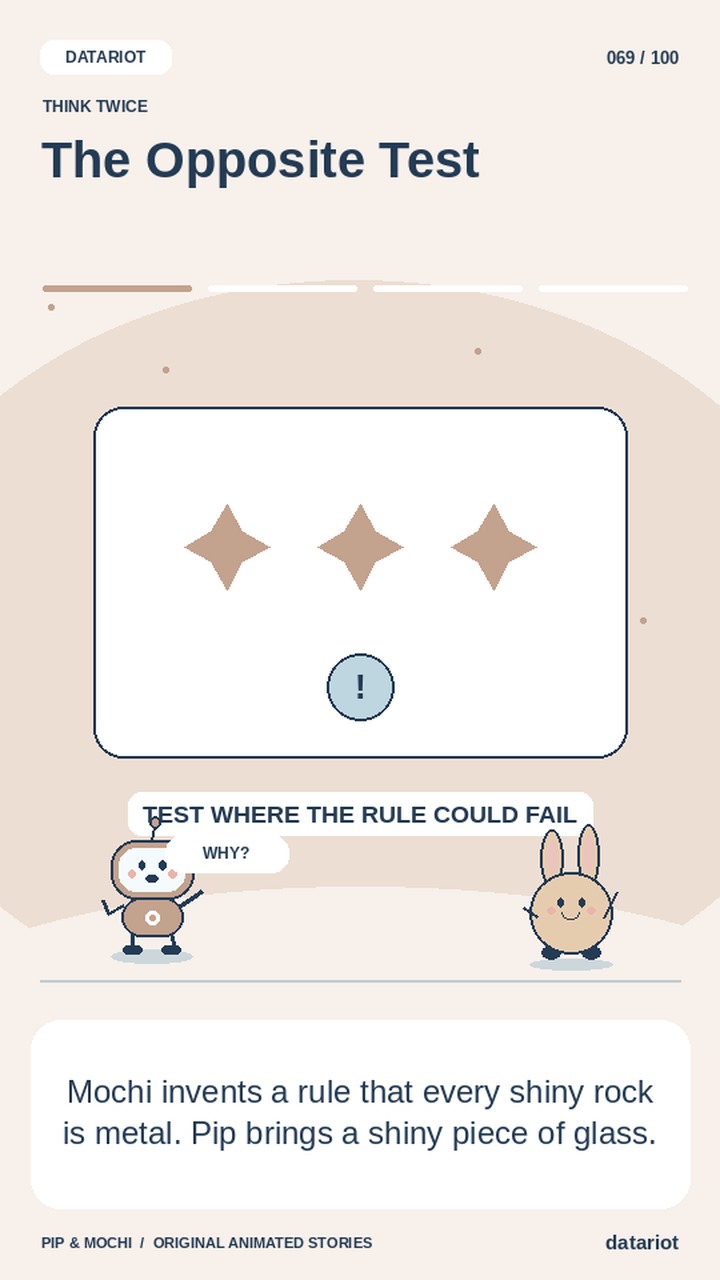 DATARIOT
069 / 100
THINK TWICE
The Opposite Test
!
TEST WHERE THE RULE COULD FAIL
WHY?
Mochi invents a rule that every shiny rock
is metal. Pip brings a shiny piece of glass.
PIP & MOCHI / ORIGINAL ANIMATED STORIES
datariot